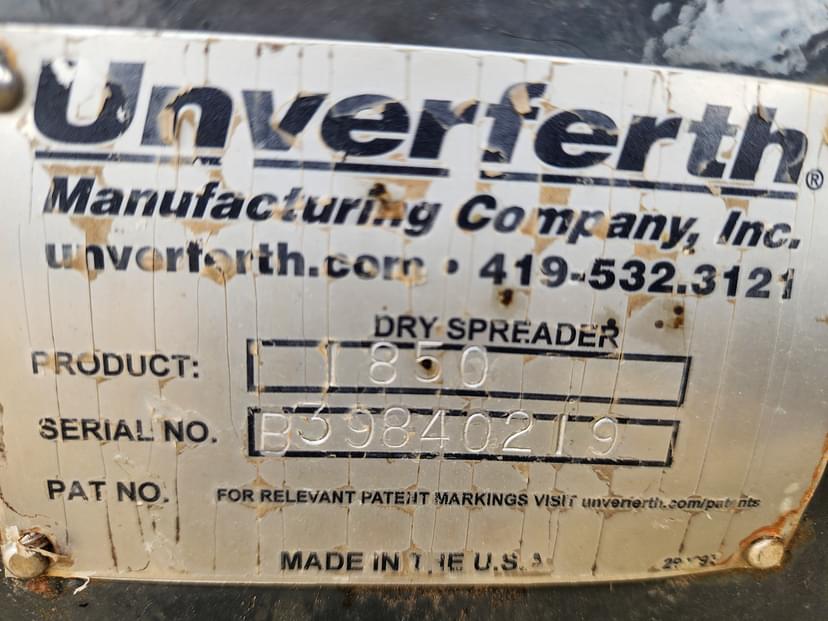 Unverferth®
Manufacturing Company, Inc.
unverferth.com • 419-532.3121
DRY SPREADER
PRODUCT: 1850
SERIAL NO. B39840219
PAT NO. FOR RELEVANT PATENT MARKINGS VISIT unverferth.com/patents
MADE IN THE U.S.A